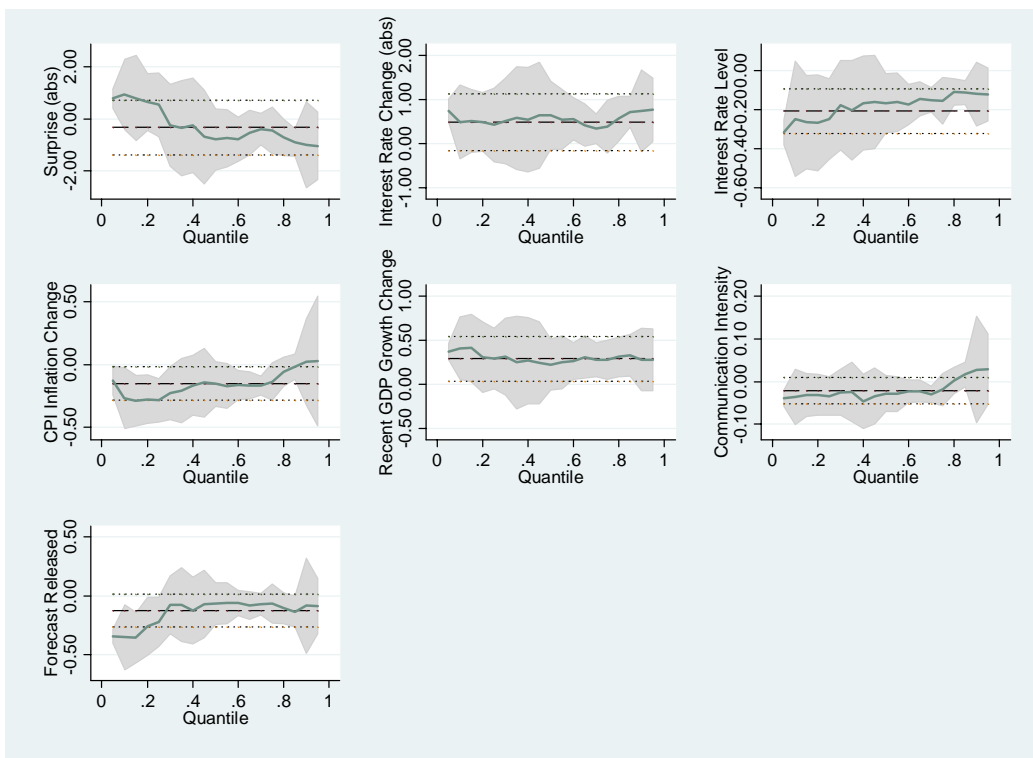 Surprise (abs)
2.00
0.00
-2.00
0 .2 .4 .6 .8 1
Quantile
Interest Rate Change (abs)
2.00
1.00
0.00
-1.00
0 .2 .4 .6 .8 1
Quantile
Interest Rate Level
0.00
-0.20
-0.40
-0.60
0 .2 .4 .6 .8 1
Quantile
CPI Inflation Change
0.50
0.00
-0.50
0 .2 .4 .6 .8 1
Quantile
Recent GDP Growth Change
1.00
0.50
0.00
-0.50
0 .2 .4 .6 .8 1
Quantile
Communication Intensity
0.20
0.10
0.00
-0.10
0 .2 .4 .6 .8 1
Quantile
Forecast Released
0.50
0.00
-0.50
0 .2 .4 .6 .8 1
Quantile